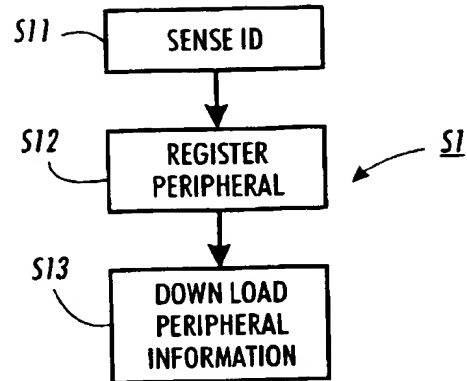 S11
SENSE ID
S12
REGISTER
PERIPHERAL
S1
S13
DOWN LOAD
PERIPHERAL
INFORMATION